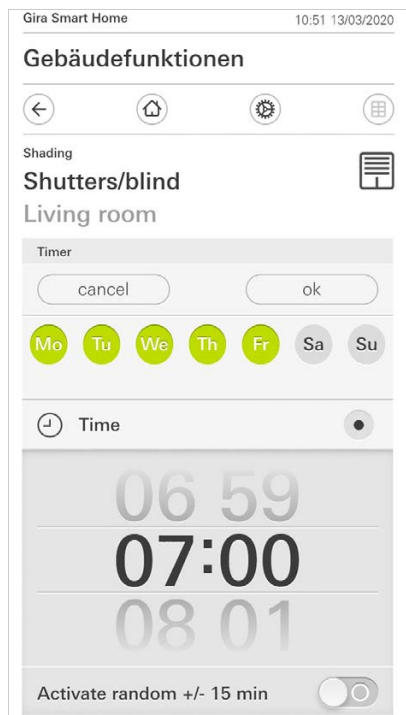 Gira Smart Home 10:51 13/03/2020
Gebäudefunktionen
Shading
Shutters/blind
Living room
Timer
cancel ok
Mo Tu We Th Fr Sa Su
Time
06 59
07:00
08 01
Activate random +/- 15 min